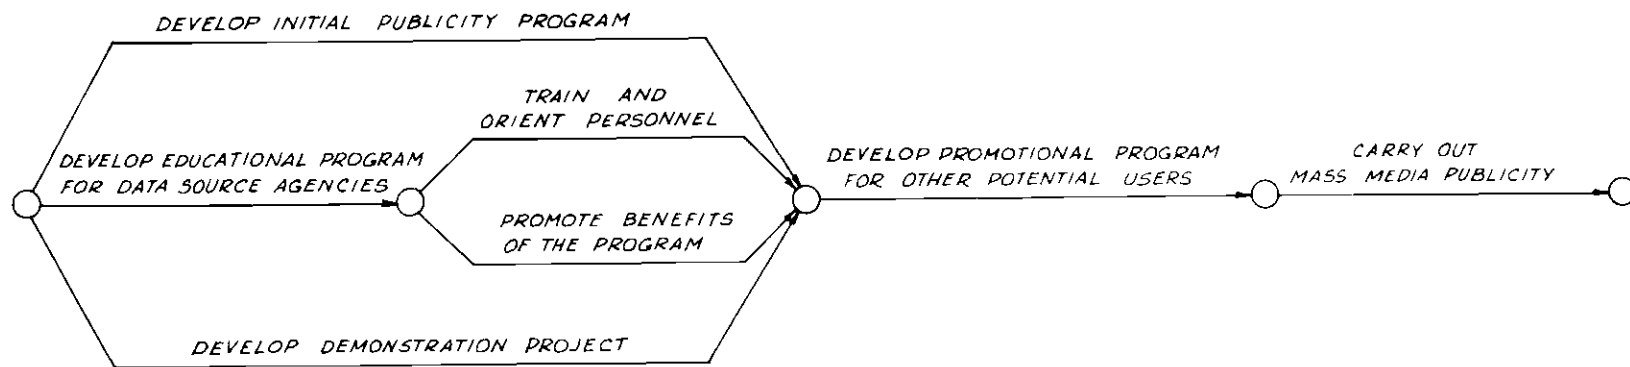 DEVELOP INITIAL PUBLICITY PROGRAM
TRAIN AND
ORIENT PERSONNEL
DEVELOP EDUCATIONAL PROGRAM
FOR DATA SOURCE AGENCIES
DEVELOP PROMOTIONAL PROGRAM
FOR OTHER POTENTIAL USERS
CARRY OUT
MASS MEDIA PUBLICITY
PROMOTE BENEFITS
OF THE PROGRAM
DEVELOP DEMONSTRATION PROJECT